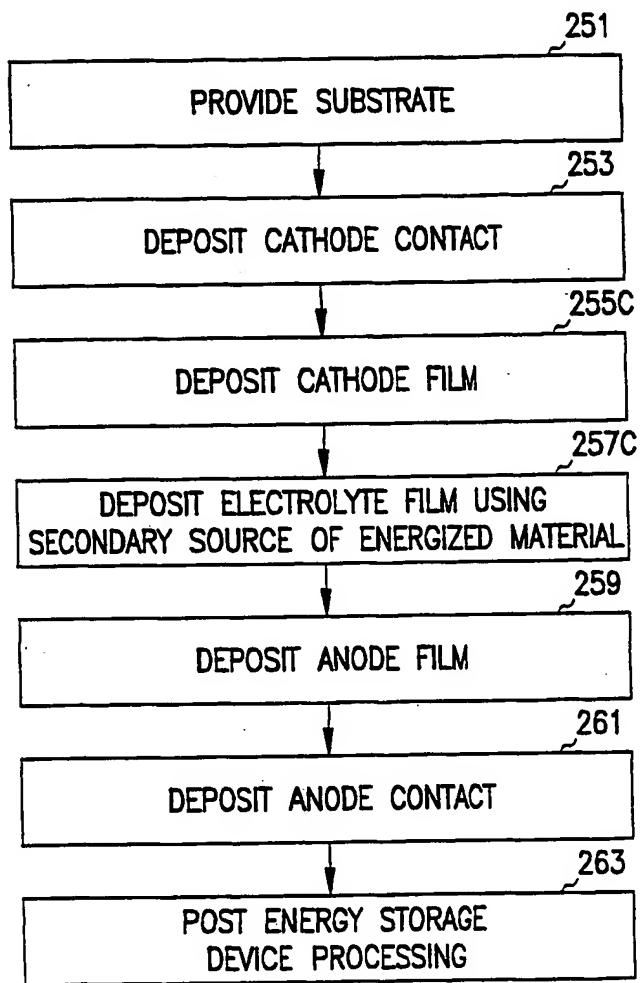 251
PROVIDE SUBSTRATE
253
DEPOSIT CATHODE CONTACT
255C
DEPOSIT CATHODE FILM
257C
DEPOSIT ELECTROLYTE FILM USING
SECONDARY SOURCE OF ENERGIZED MATERIAL
259
DEPOSIT ANODE FILM
261
DEPOSIT ANODE CONTACT
263
POST ENERGY STORAGE
DEVICE PROCESSING